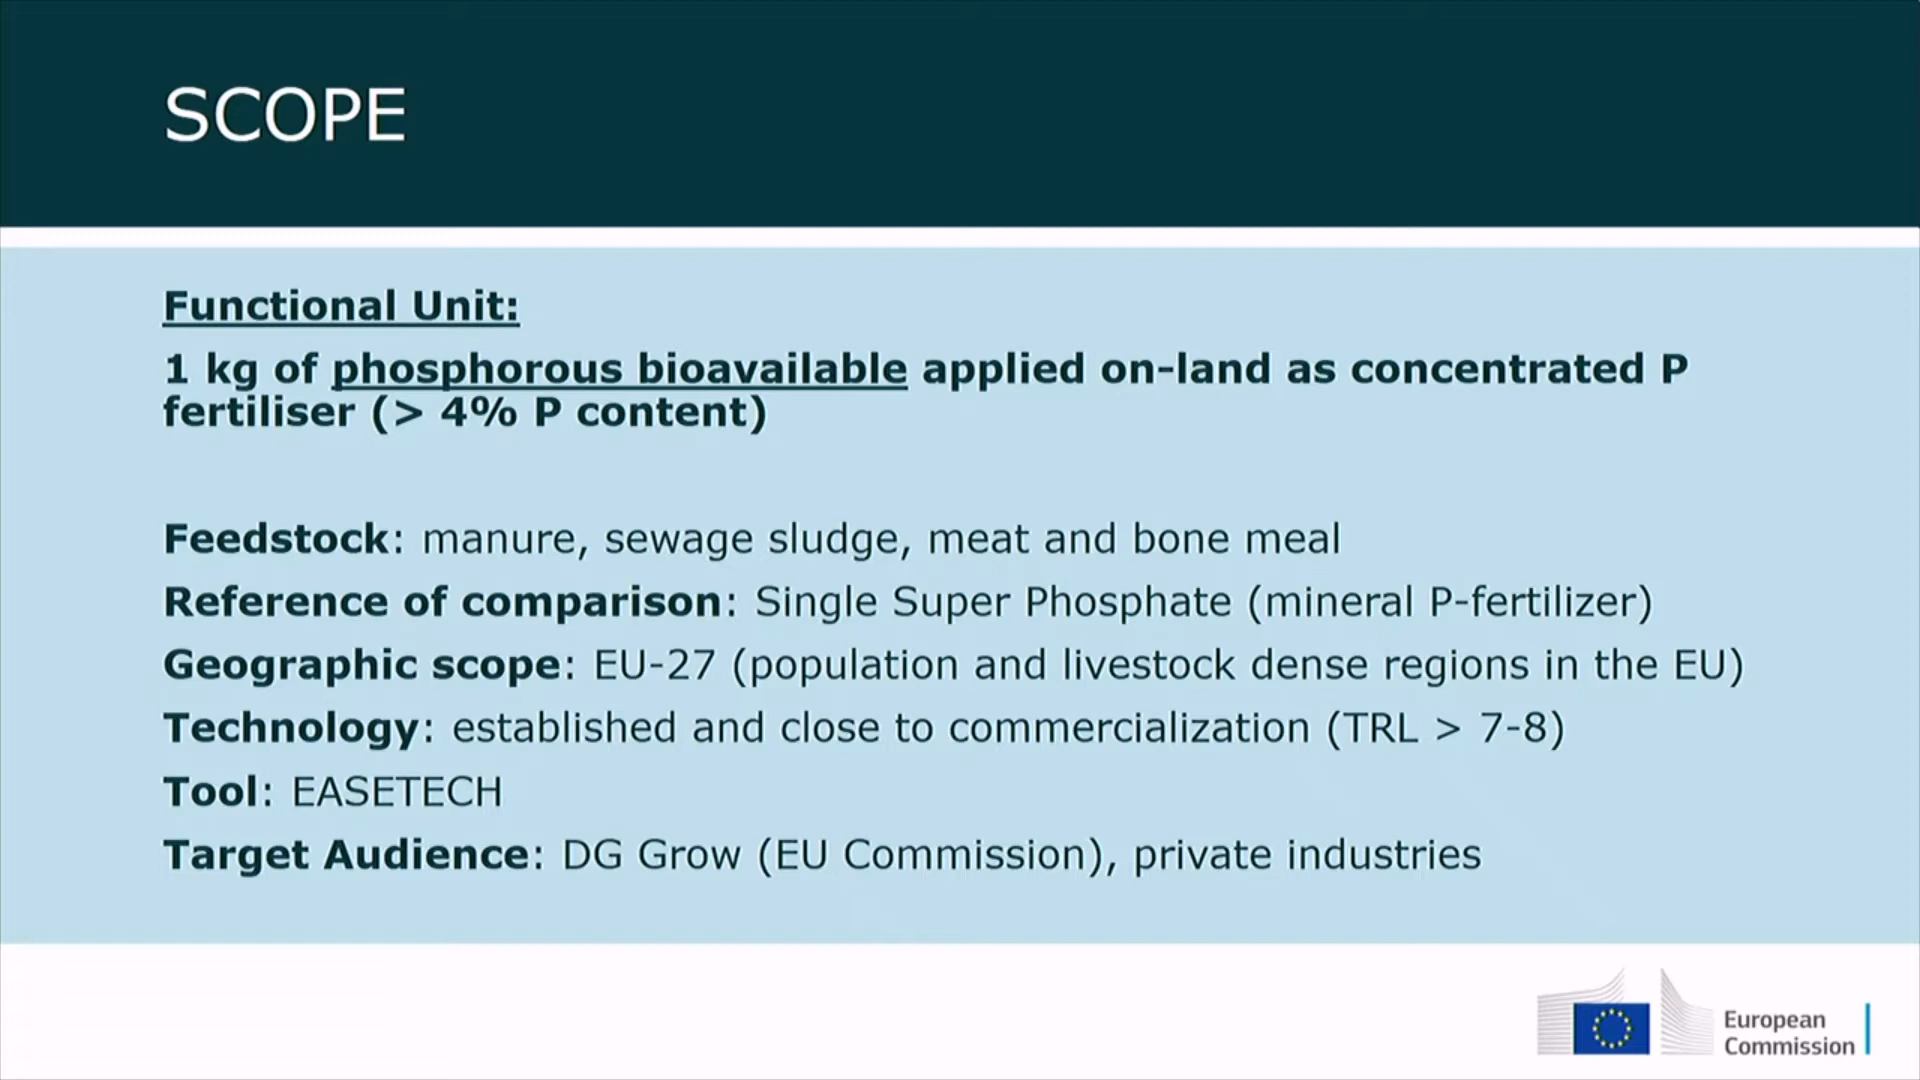 SCOPE
Functional Unit:
1 kg of phosphorous bioavailable applied on-land as concentrated P
fertiliser (> 4% P content)
Feedstock: manure, sewage sludge, meat and bone meal
Reference of comparison: Single Super Phosphate (mineral P-fertilizer)
Geographic scope: EU-27 (population and livestock dense regions in the EU)
Technology: established and close to commercialization (TRL > 7-8)
Tool: EASETECH
Target Audience: DG Grow (EU Commission), private industries
European
Commission